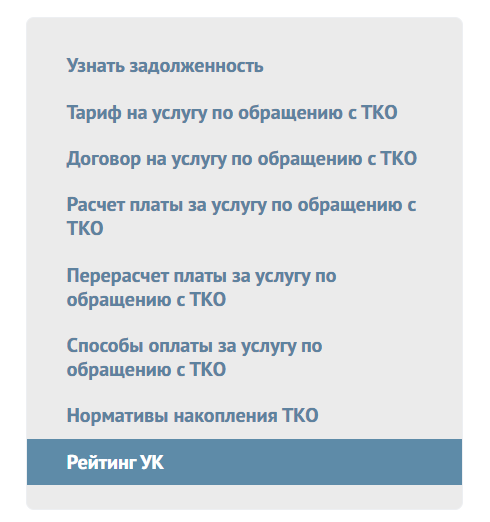 Узнать задолженность
Тариф на услугу по обращению с ТКО
Договор на услугу по обращению с ТКО
Расчет платы за услугу по обращению с
ТКО
Перерасчет платы за услугу по
обращению с ТКО
Способы оплаты за услугу по
обращению с ТКО
Нормативы накопления ТКО
Рейтинг УК